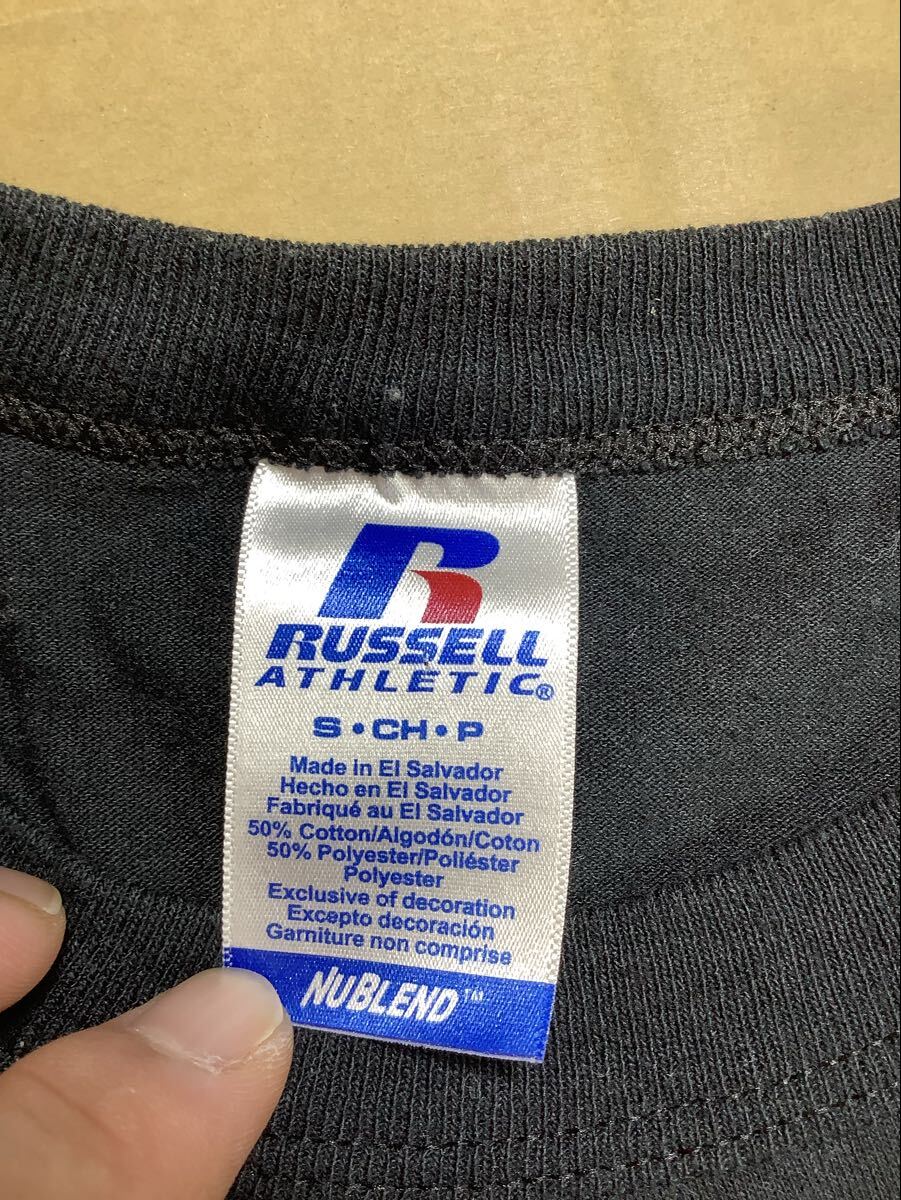 RUSSELL
ATHLETIC®
S•CH•P
Made in El Salvador
Hecho en El Salvador
Fabriqué au El Salvador
50% Cotton/Algodón/Coton
50% Polyester/Poliéster
Polyester
Exclusive of decoration
Excepto decoración
Garniture non comprise
NUBLEND™